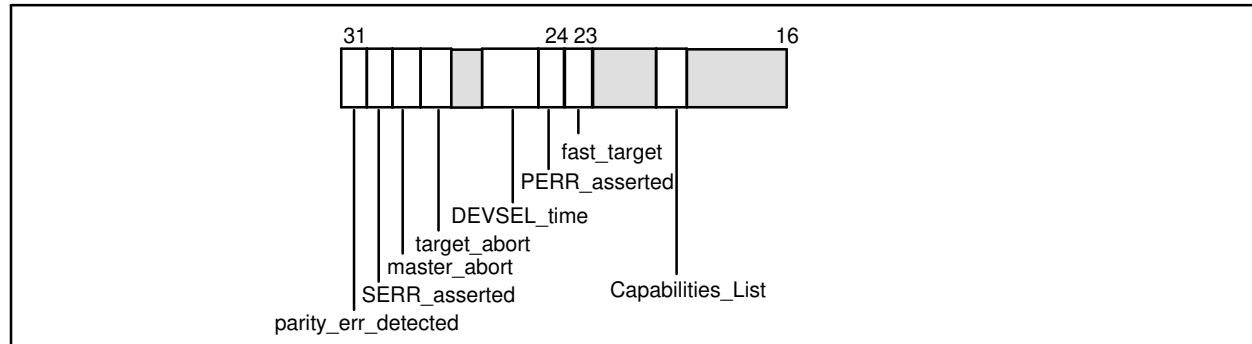 31 24 23 16
fast_target
PERR_asserted
DEVSEL_time
target_abort
master_abort
SERR_asserted
Capabilities_List
parity_err_detected